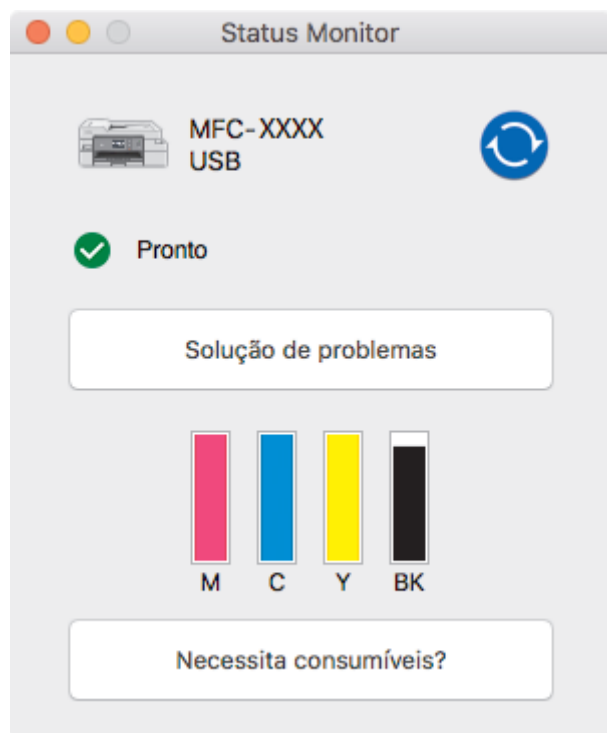 Status Monitor
MFC-XXXX
USB
Pronto
Solução de problemas
M C Y BK
Necessita consumíveis?